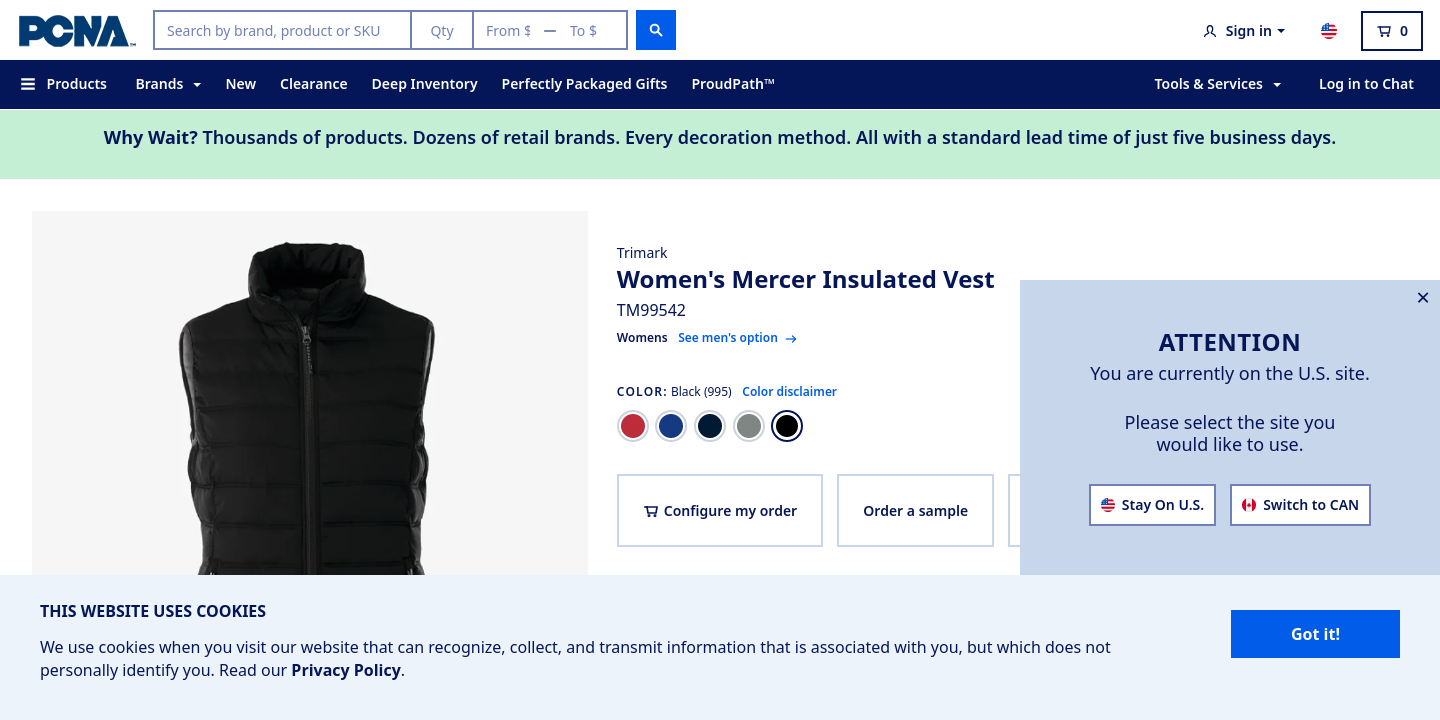 PCNA™
Search by brand, product or SKU
Qty
From $ — To $
Sign in
0
Products
Brands
New
Clearance
Deep Inventory
Perfectly Packaged Gifts
ProudPath™
Tools & Services
Log in to Chat
Why Wait? Thousands of products. Dozens of retail brands. Every decoration method. All with a standard lead time of just five business days.
Trimark
Women's Mercer Insulated Vest
TM99542
Womens See men's option →
COLOR: Black (995) Color disclaimer
Configure my order
Order a sample
ATTENTION
You are currently on the U.S. site.
Please select the site you
would like to use.
Stay On U.S.
Switch to CAN
THIS WEBSITE USES COOKIES
We use cookies when you visit our website that can recognize, collect, and transmit information that is associated with you, but which does not
personally identify you. Read our Privacy Policy.
Got it!